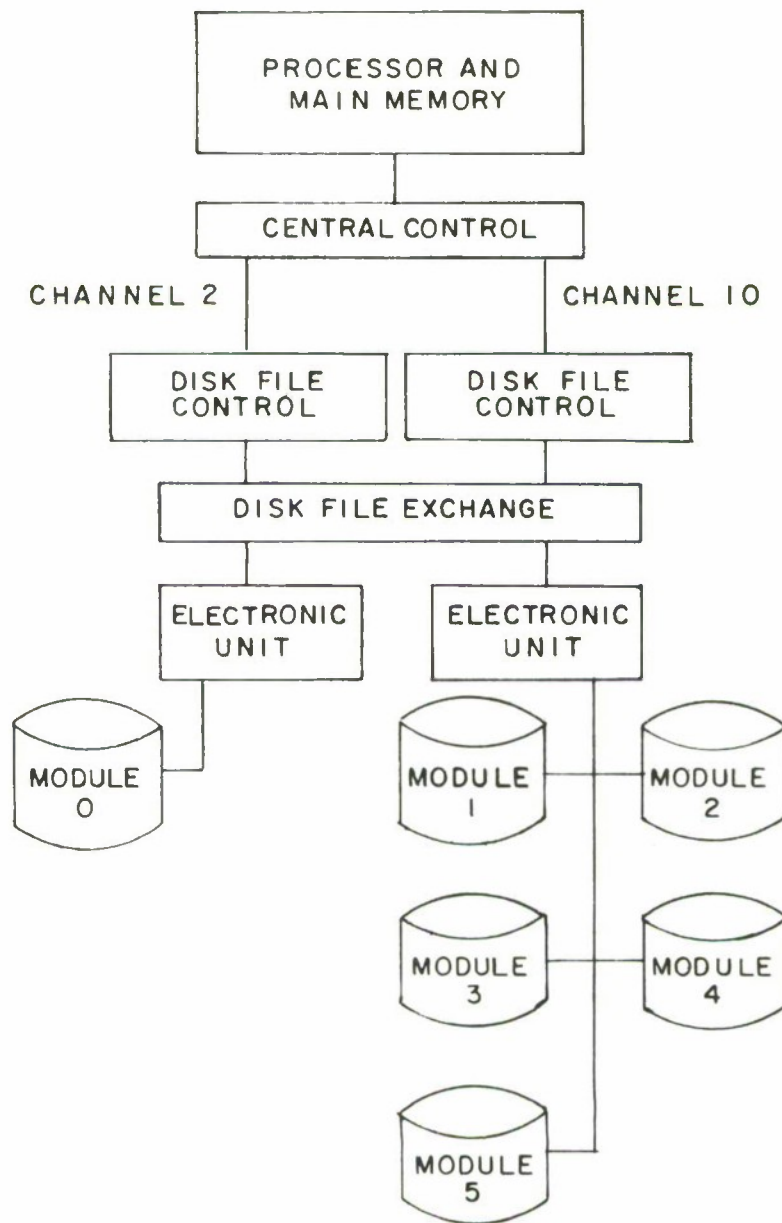 PROCESSOR AND
MAIN MEMORY
CENTRAL CONTROL
CHANNEL 2
CHANNEL 10
DISK FILE
CONTROL
DISK FILE
CONTROL
DISK FILE EXCHANGE
ELECTRONIC
UNIT
ELECTRONIC
UNIT
MODULE
0
MODULE
1
MODULE
2
MODULE
3
MODULE
4
MODULE
5